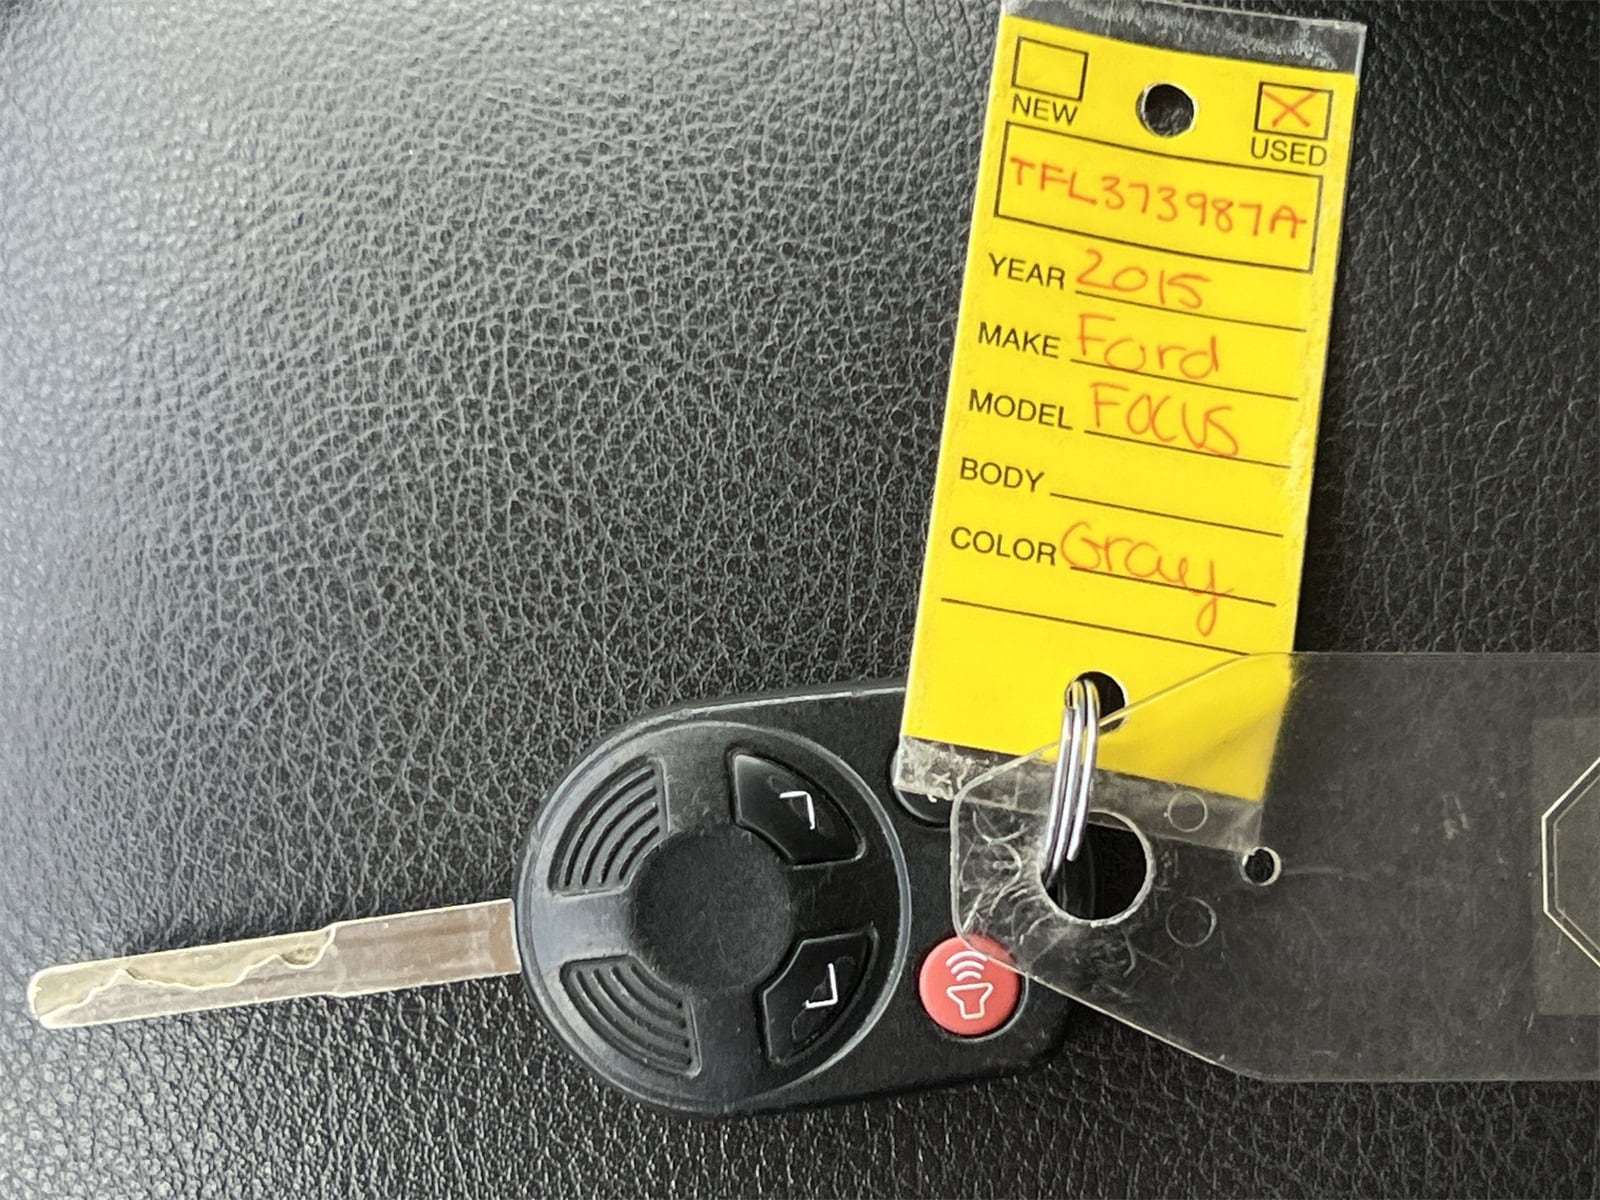 NEW
USED
TFL373987A
YEAR 2015
MAKE Ford
MODEL FOCUS
BODY
COLOR Gray